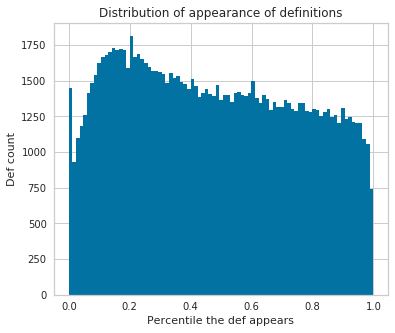 Distribution of appearance of definitions
1750
1500
1250
1000
750
500
250
0
Def count
0.0 0.2 0.4 0.6 0.8 1.0
Percentile the def appears